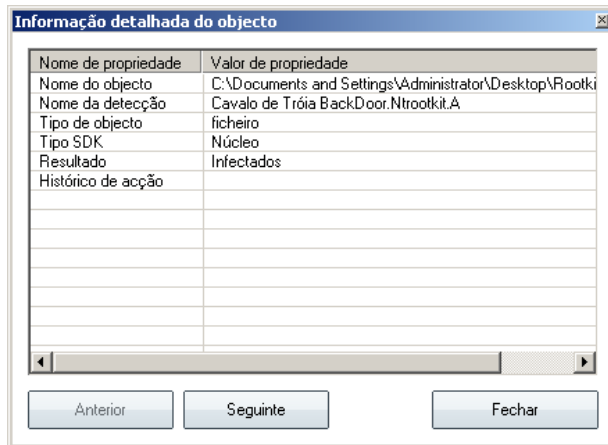 Informação detalhada do objecto
Nome de propriedade Valor de propriedade
Nome do objecto C:\Documents and Settings\Administrator\Desktop\Rootki
Nome da detecção Cavalo de Tróia BackDoor.Ntrootkit.A
Tipo de objecto ficheiro
Tipo SDK Núcleo
Resultado Infectados
Histórico de acção
Anterior Seguinte Fechar